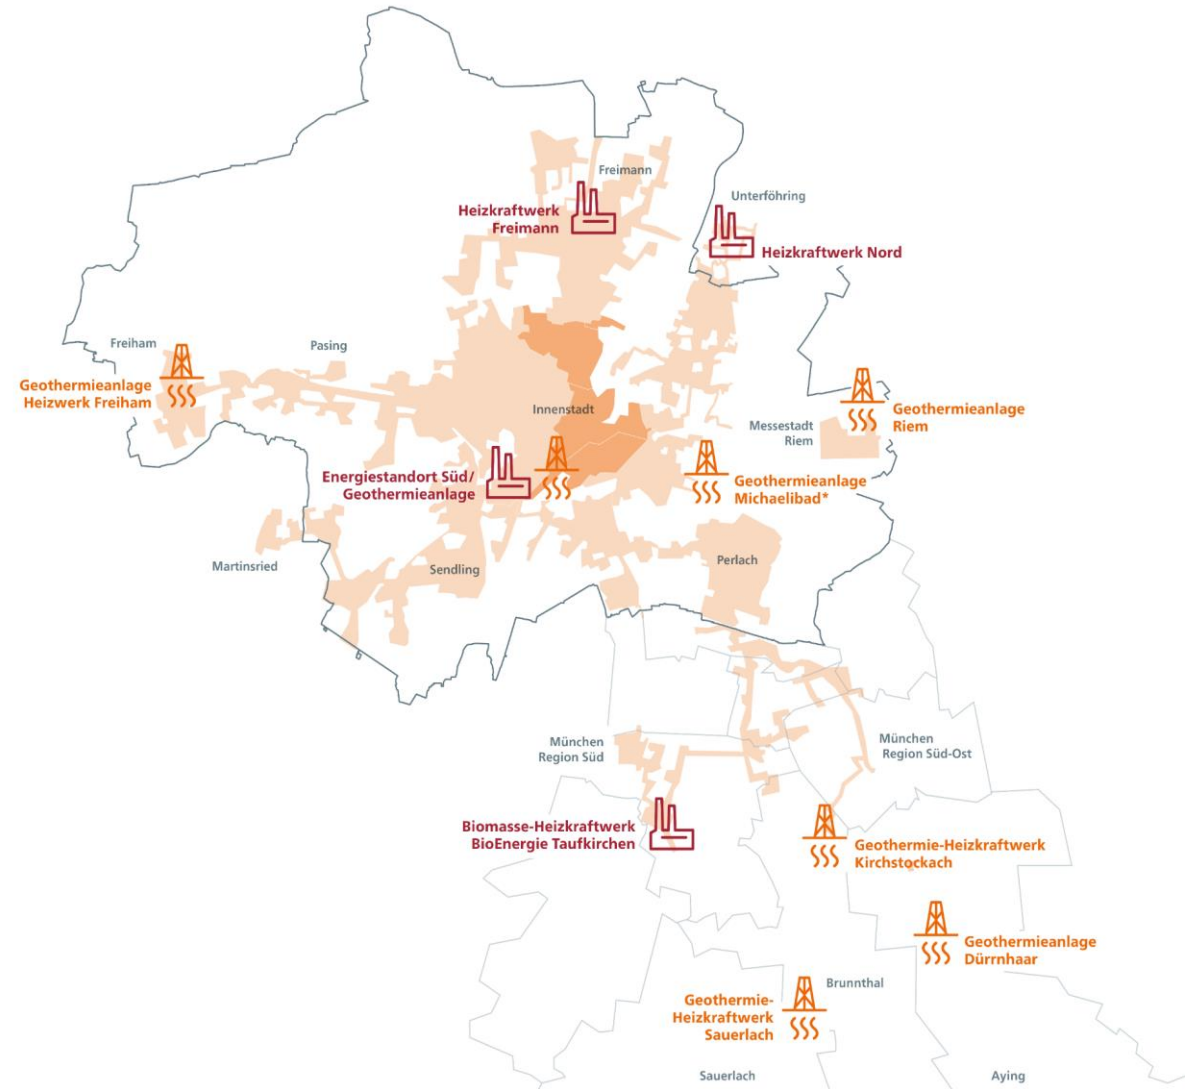 Freimann
Unterföhring
Heizkraftwerk
Freimann
Heizkraftwerk Nord
Freiham
Pasing
Geothermieanlage
Heizwerk Freiham
Innenstadt
Geothermieanlage
Riem
Messestadt
Riem
Energiestandort Süd/
Geothermieanlage
Geothermieanlage
Michaelibad*
Martinsried
Sendling
Perlach
München
Region Süd
München
Region Süd-Ost
Biomasse-Heizkraftwerk
BioEnergie Taufkirchen
Geothermie-Heizkraftwerk
Kirchstockach
Geothermieanlage
Dürrnhaar
Brunnthal
Geothermie-
Heizkraftwerk
Sauerlach
Sauerlach
Aying